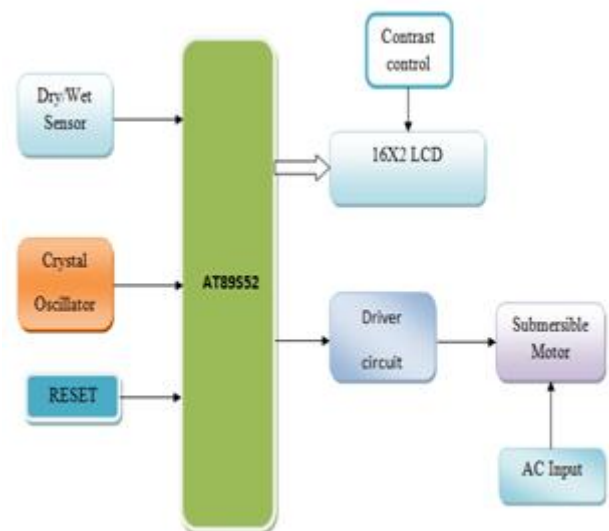 Contrast
control
Dry/Wet
Sensor
16X2 LCD
Crystal
Oscillator
AT89S52
Driver
circuit
Submersible
Motor
RESET
AC Input